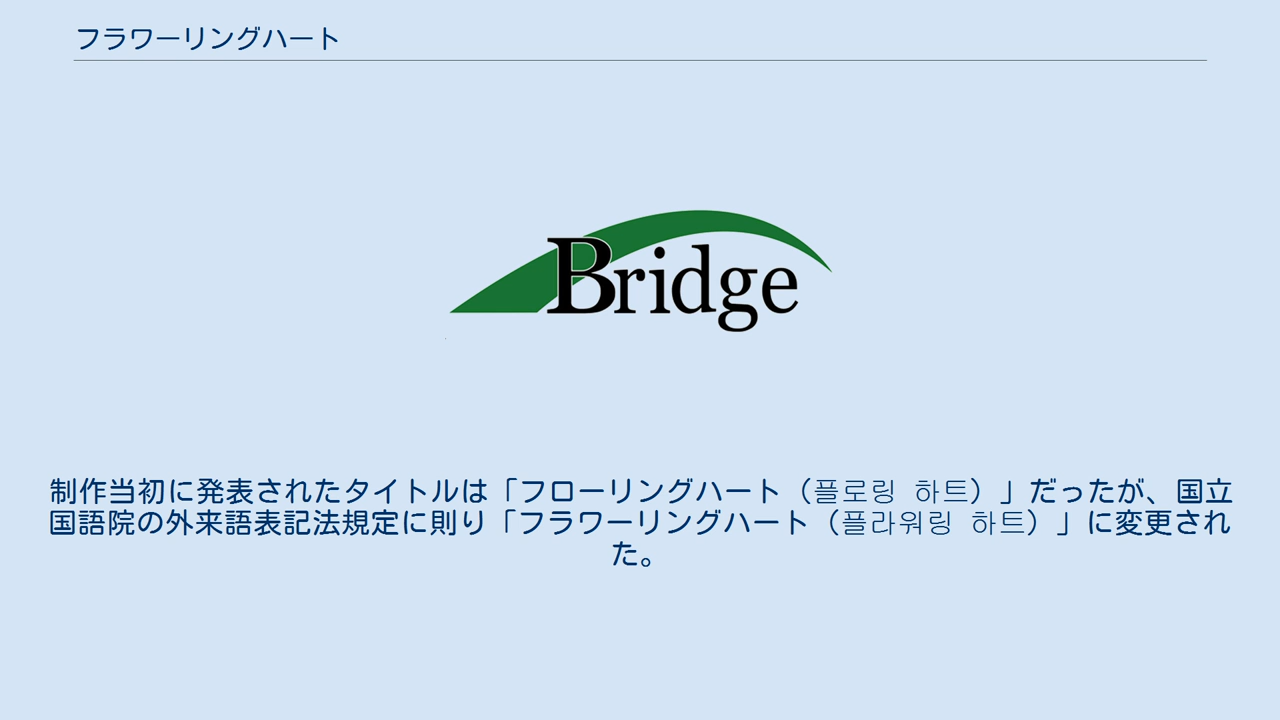 フラワーリングハート
Bridge
制作当初に発表されたタイトルは「フローリングハート（플로링 하트）」だったが、国立
国語院の外来語表記法規定に則り「フラワーリングハート（플라워링 하트）」に変更され
た。